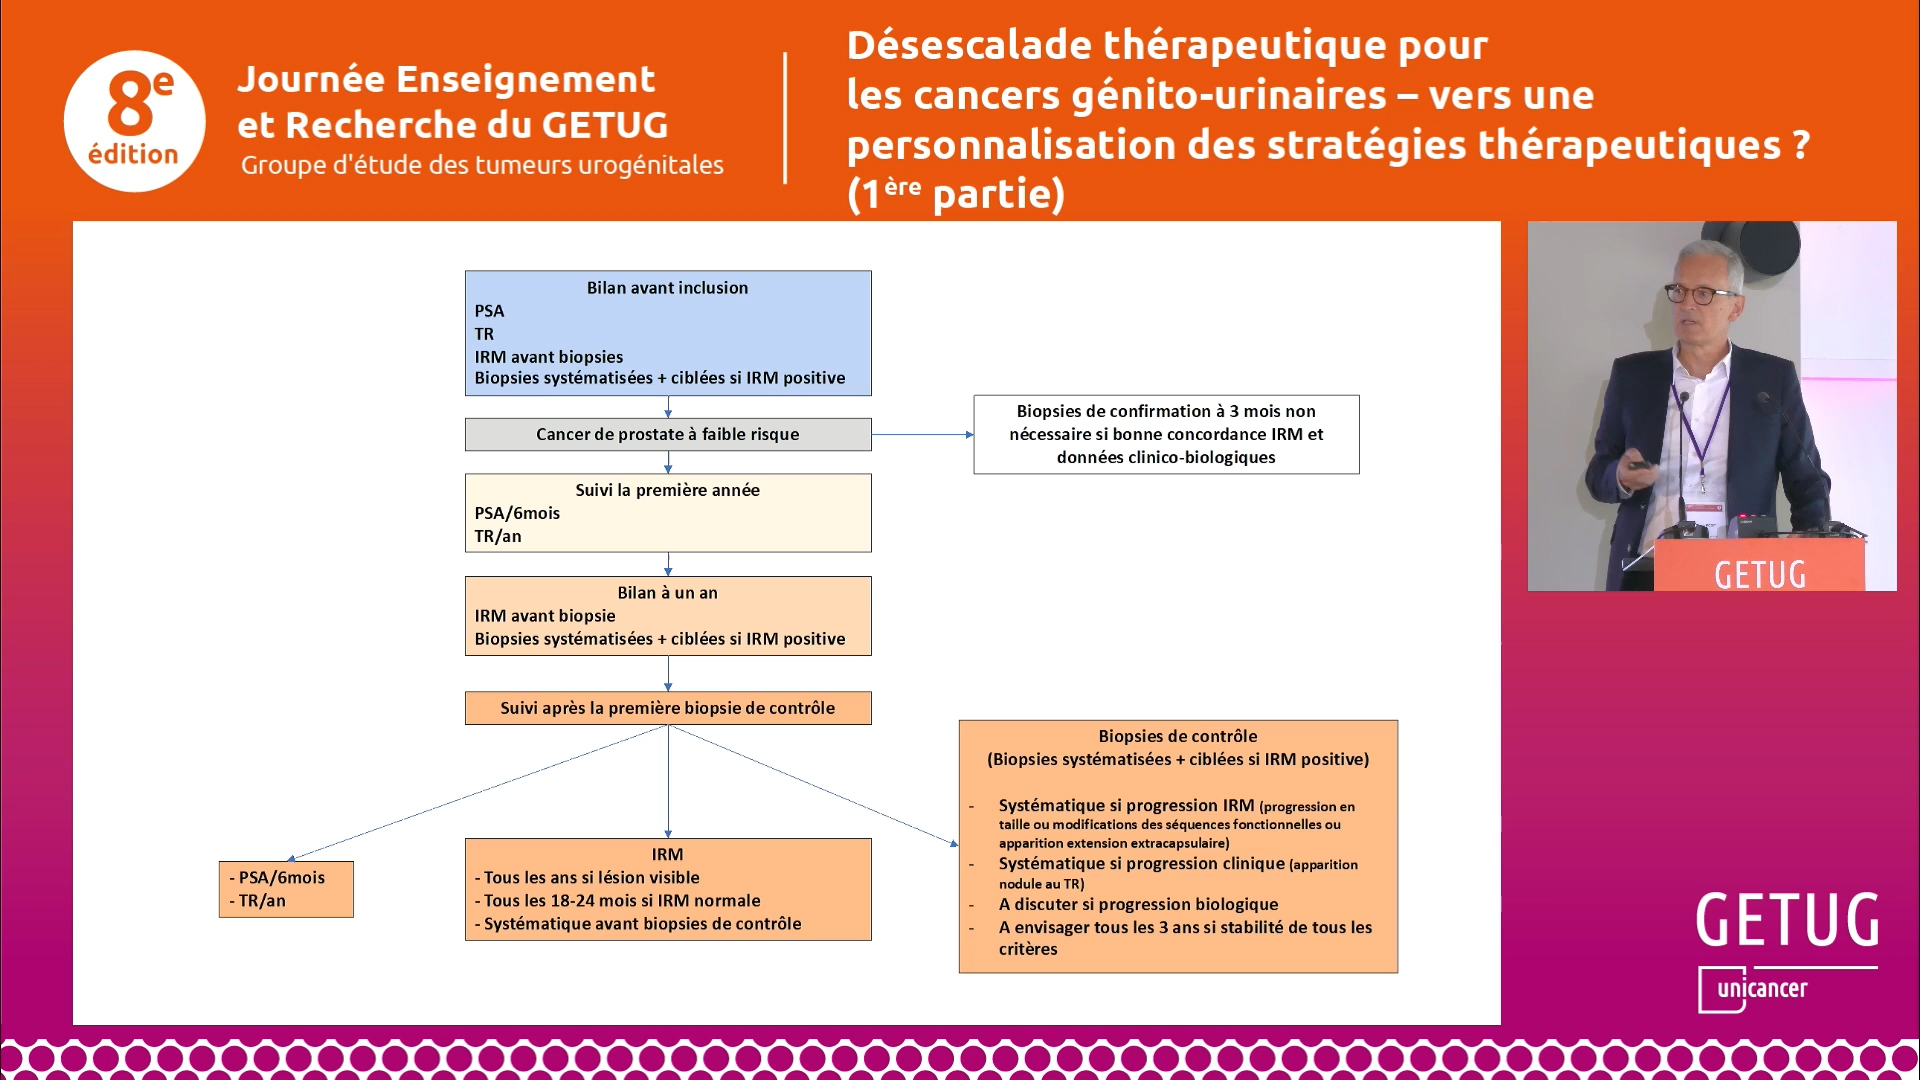 8e
édition
Journée Enseignement
et Recherche du GETUG
Groupe d'étude des tumeurs urogénitales
Désescalade thérapeutique pour
les cancers génito-urinaires – vers une
personnalisation des stratégies thérapeutiques ?
(1ère partie)
Bilan avant inclusion
PSA
TR
IRM avant biopsies
Biopsies systématisées + ciblées si IRM positive
Cancer de prostate à faible risque
Biopsies de confirmation à 3 mois non
nécessaire si bonne concordance IRM et
données clinico-biologiques
Suivi la première année
PSA/6mois
TR/an
Bilan à un an
IRM avant biopsie
Biopsies systématisées + ciblées si IRM positive
Suivi après la première biopsie de contrôle
- PSA/6mois
- TR/an
IRM
- Tous les ans si lésion visible
- Tous les 18-24 mois si IRM normale
- Systématique avant biopsies de contrôle
Biopsies de contrôle
(Biopsies systématisées + ciblées si IRM positive)
- Systématique si progression IRM (progression en
taille ou modifications des séquences fonctionnelles ou
apparition extension extracapsulaire)
- Systématique si progression clinique (apparition
nodule au TR)
- A discuter si progression biologique
- A envisager tous les 3 ans si stabilité de tous les
critères
GETUG
GETUG
unicancer